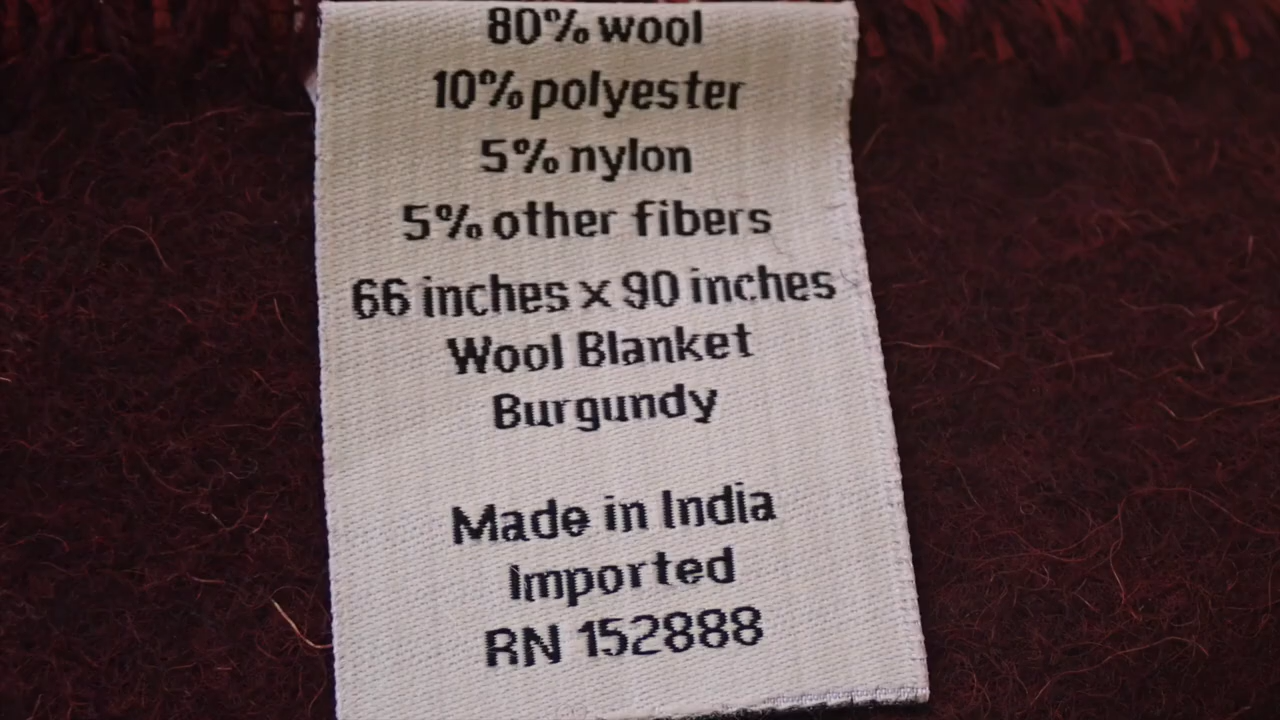 80% wool
10% polyester
5% nylon
5% other fibers
66 inches x 90 inches
Wool Blanket
Burgundy
Made in India
Imported
RN 152888